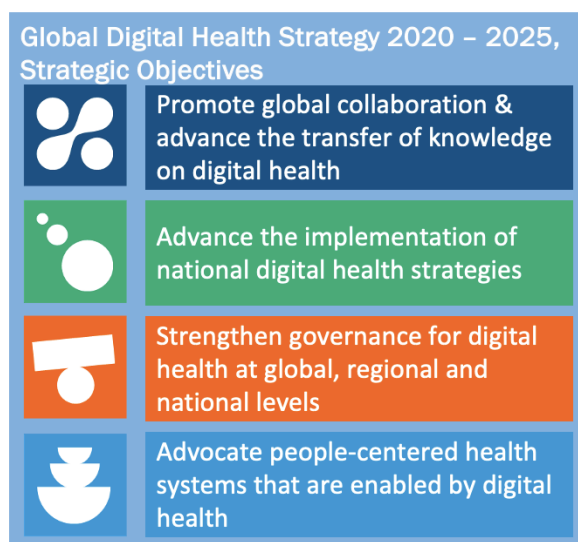 Global Digital Health Strategy 2020 – 2025,
Strategic Objectives
Promote global collaboration &
advance the transfer of knowledge
on digital health
Advance the implementation of
national digital health strategies
Strengthen governance for digital
health at global, regional and
national levels
Advocate people-centered health
systems that are enabled by digital
health